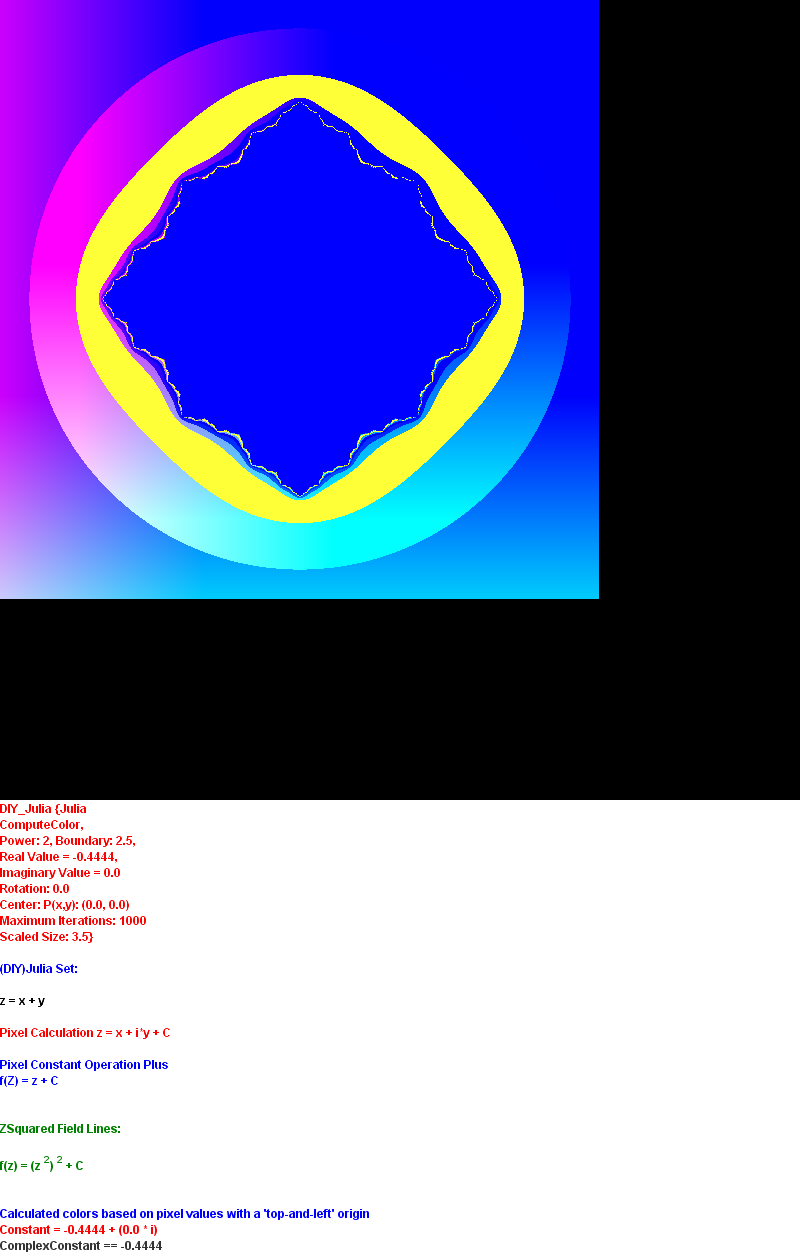 DIY_Julia {Julia
ComputeColor,
Power: 2, Boundary: 2.5,
Real Value = -0.4444,
Imaginary Value = 0.0
Rotation: 0.0
Center: P(x,y): (0.0, 0.0)
Maximum Iterations: 1000
Scaled Size: 3.5}
(DIY)Julia Set:
z = x + y
Pixel Calculation z = x + i*y + C
Pixel Constant Operation Plus
f(Z) = z + C
ZSquared Field Lines:
f(z) = (z ²) ² + C
Calculated colors based on pixel values with a 'top-and-left' origin
Constant = -0.4444 + (0.0 * i)
ComplexConstant == -0.4444